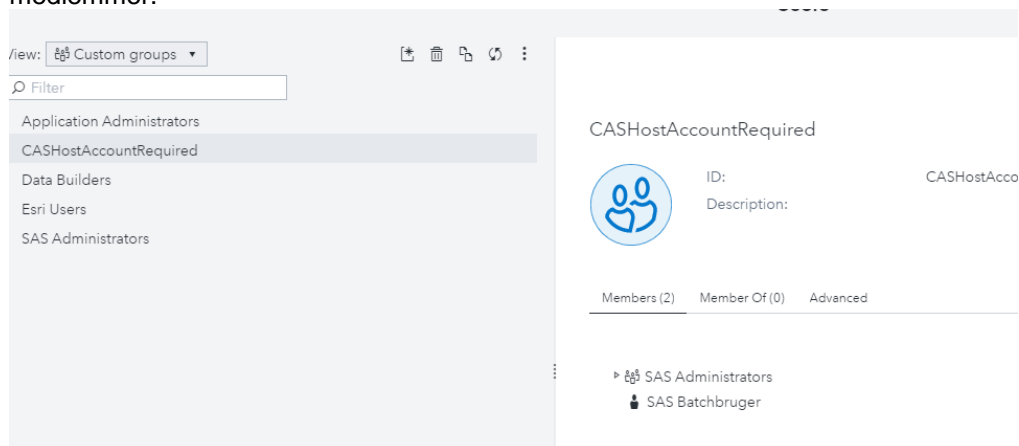 View: Custom groups
Filter
Application Administrators
CASHostAccountRequired
Data Builders
Esri Users
SAS Administrators
CASHostAccountRequired
ID: CASHostAcco
Description:
Members (2) Member Of (0) Advanced
SAS Administrators
SAS Batchbruger